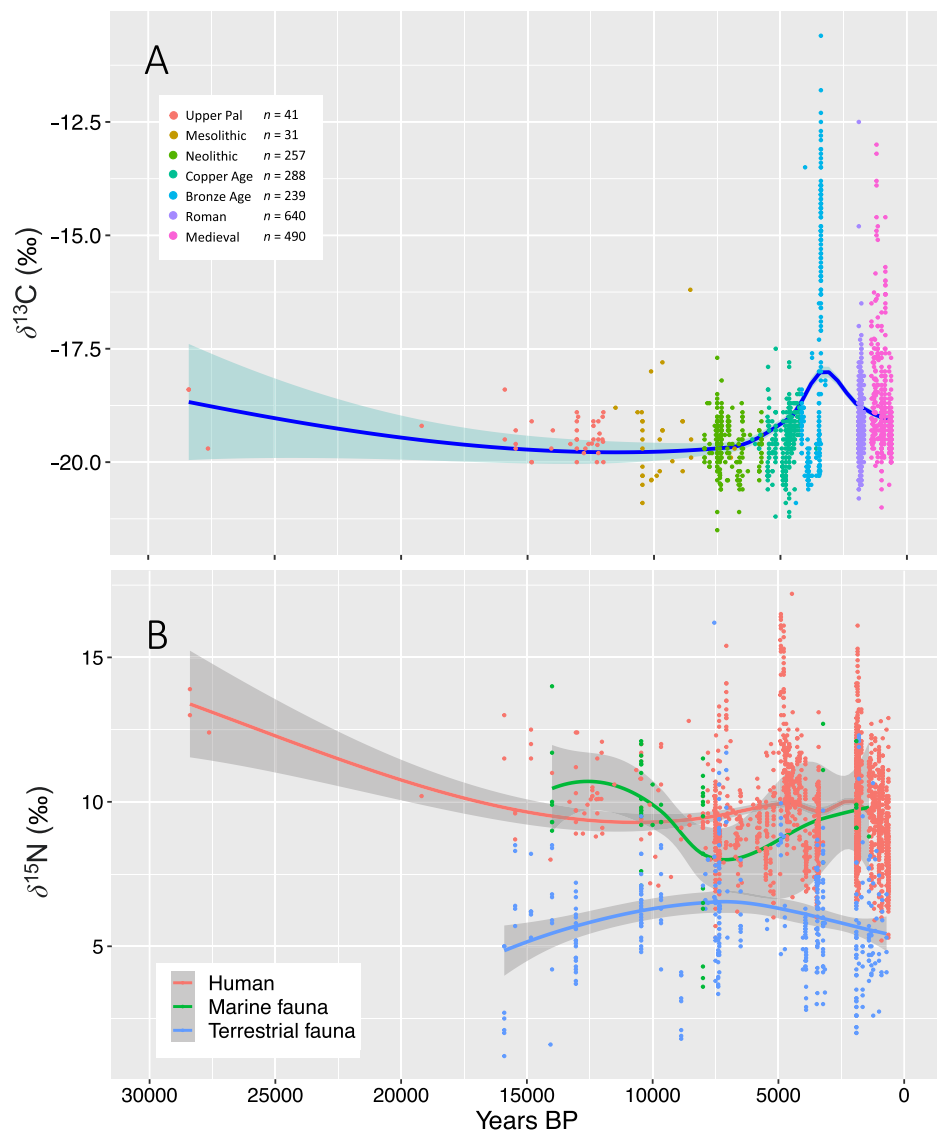 A
Upper Pal n = 41
Mesolithic n = 31
Neolithic n = 257
Copper Age n = 288
Bronze Age n = 239
Roman n = 640
Medieval n = 490
−12.5
−15.0
−17.5
−20.0
δ13C (‰)
B
15
10
5
δ15N (‰)
Human
Marine fauna
Terrestrial fauna
30000 25000 20000 15000 10000 5000 0
Years BP